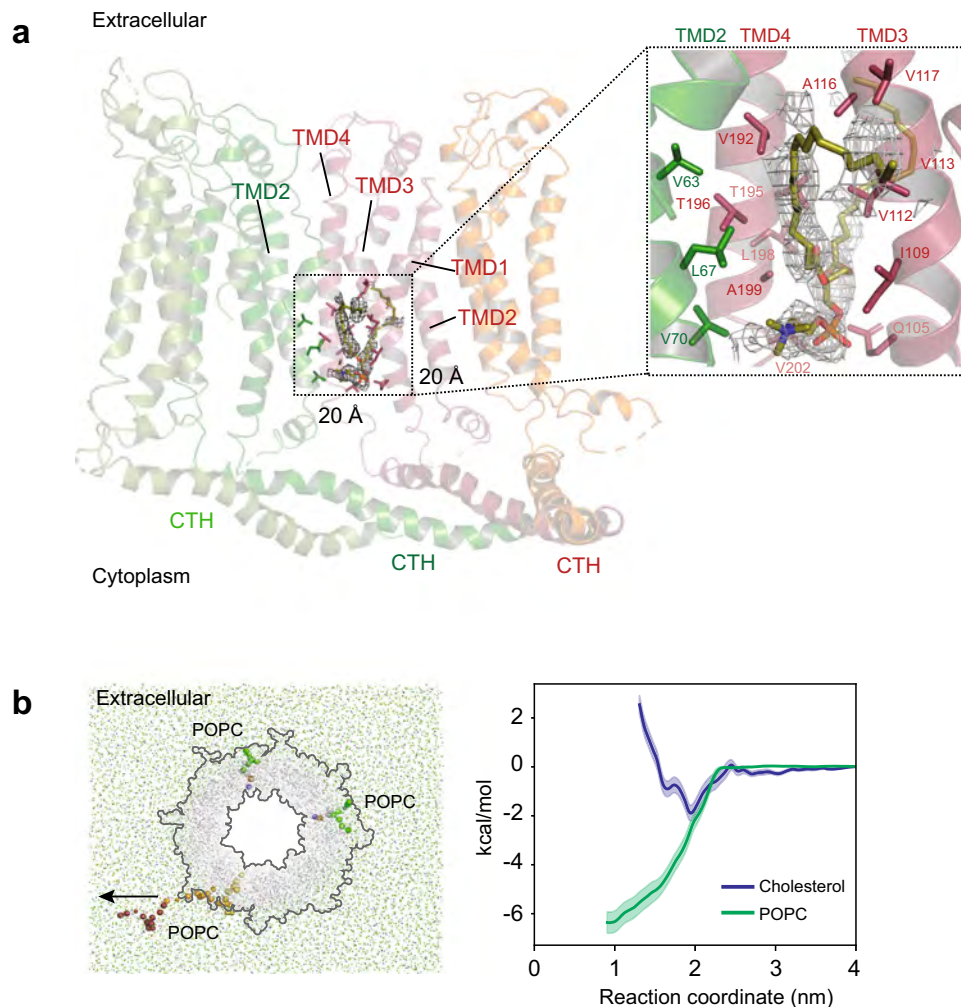 a
Extracellular
TMD4
TMD2
TMD3
TMD1
TMD2
20 Å
20 Å
CTH
CTH
CTH
Cytoplasm
TMD2 TMD4 TMD3
A116
V117
V192
V63
V113
T195
T196
V112
L198
L67
I109
A199
V70
Q105
V202
b
Extracellular
POPC
POPC
POPC
kcal/mol
2
0
-2
-4
-6
Cholesterol
POPC
0 1 2 3 4
Reaction coordinate (nm)